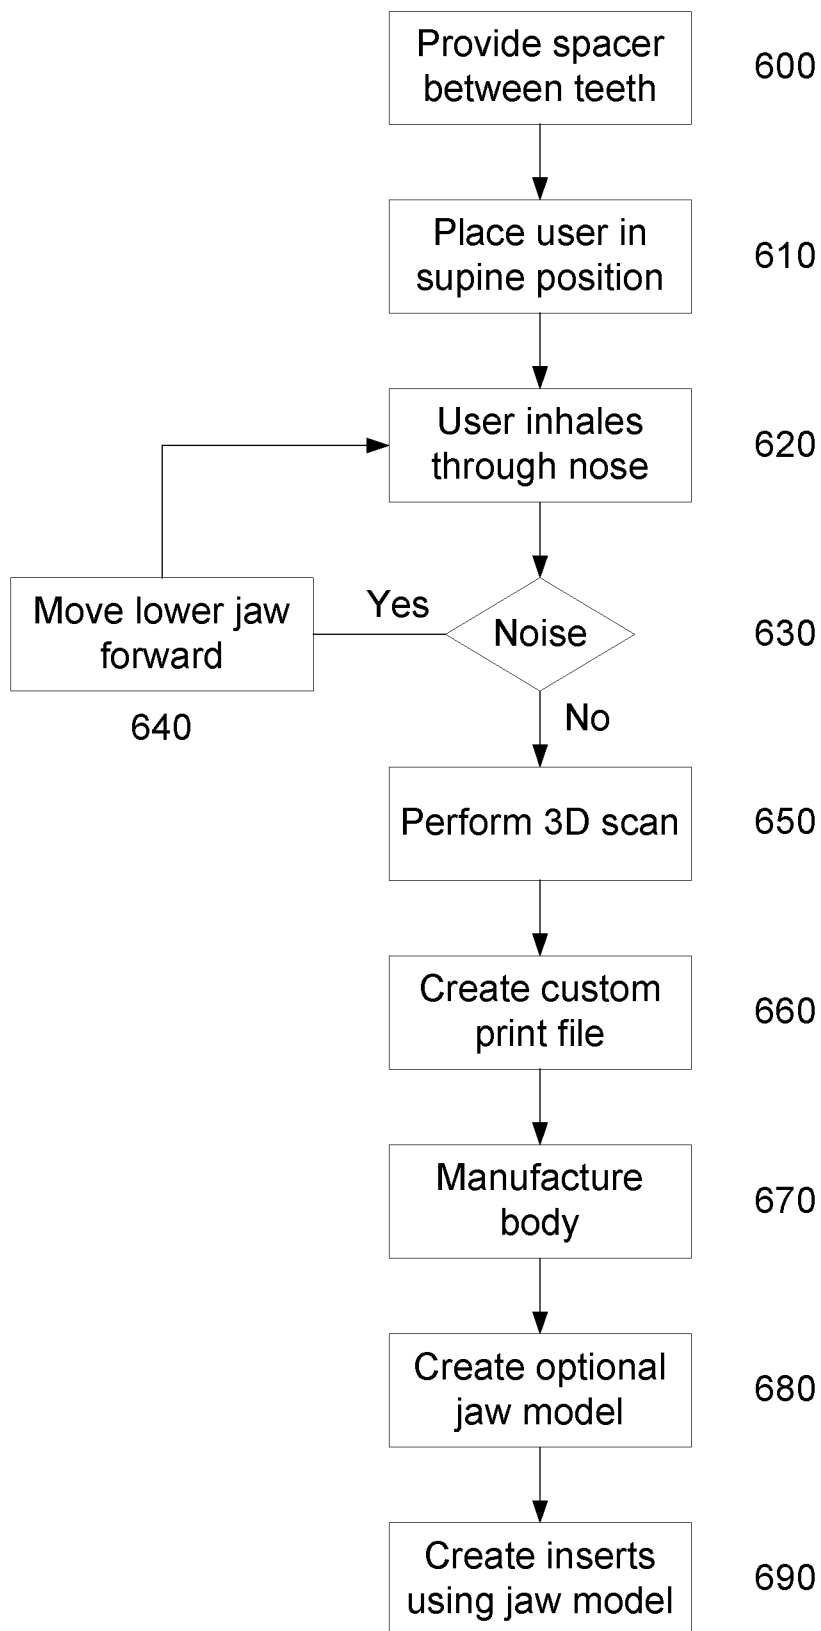 Provide spacer
between teeth
600
Place user in
supine position
610
User inhales
through nose
620
Move lower jaw
forward
640
Yes
Noise
630
No
Perform 3D scan
650
Create custom
print file
660
Manufacture
body
670
Create optional
jaw model
680
Create inserts
using jaw model
690